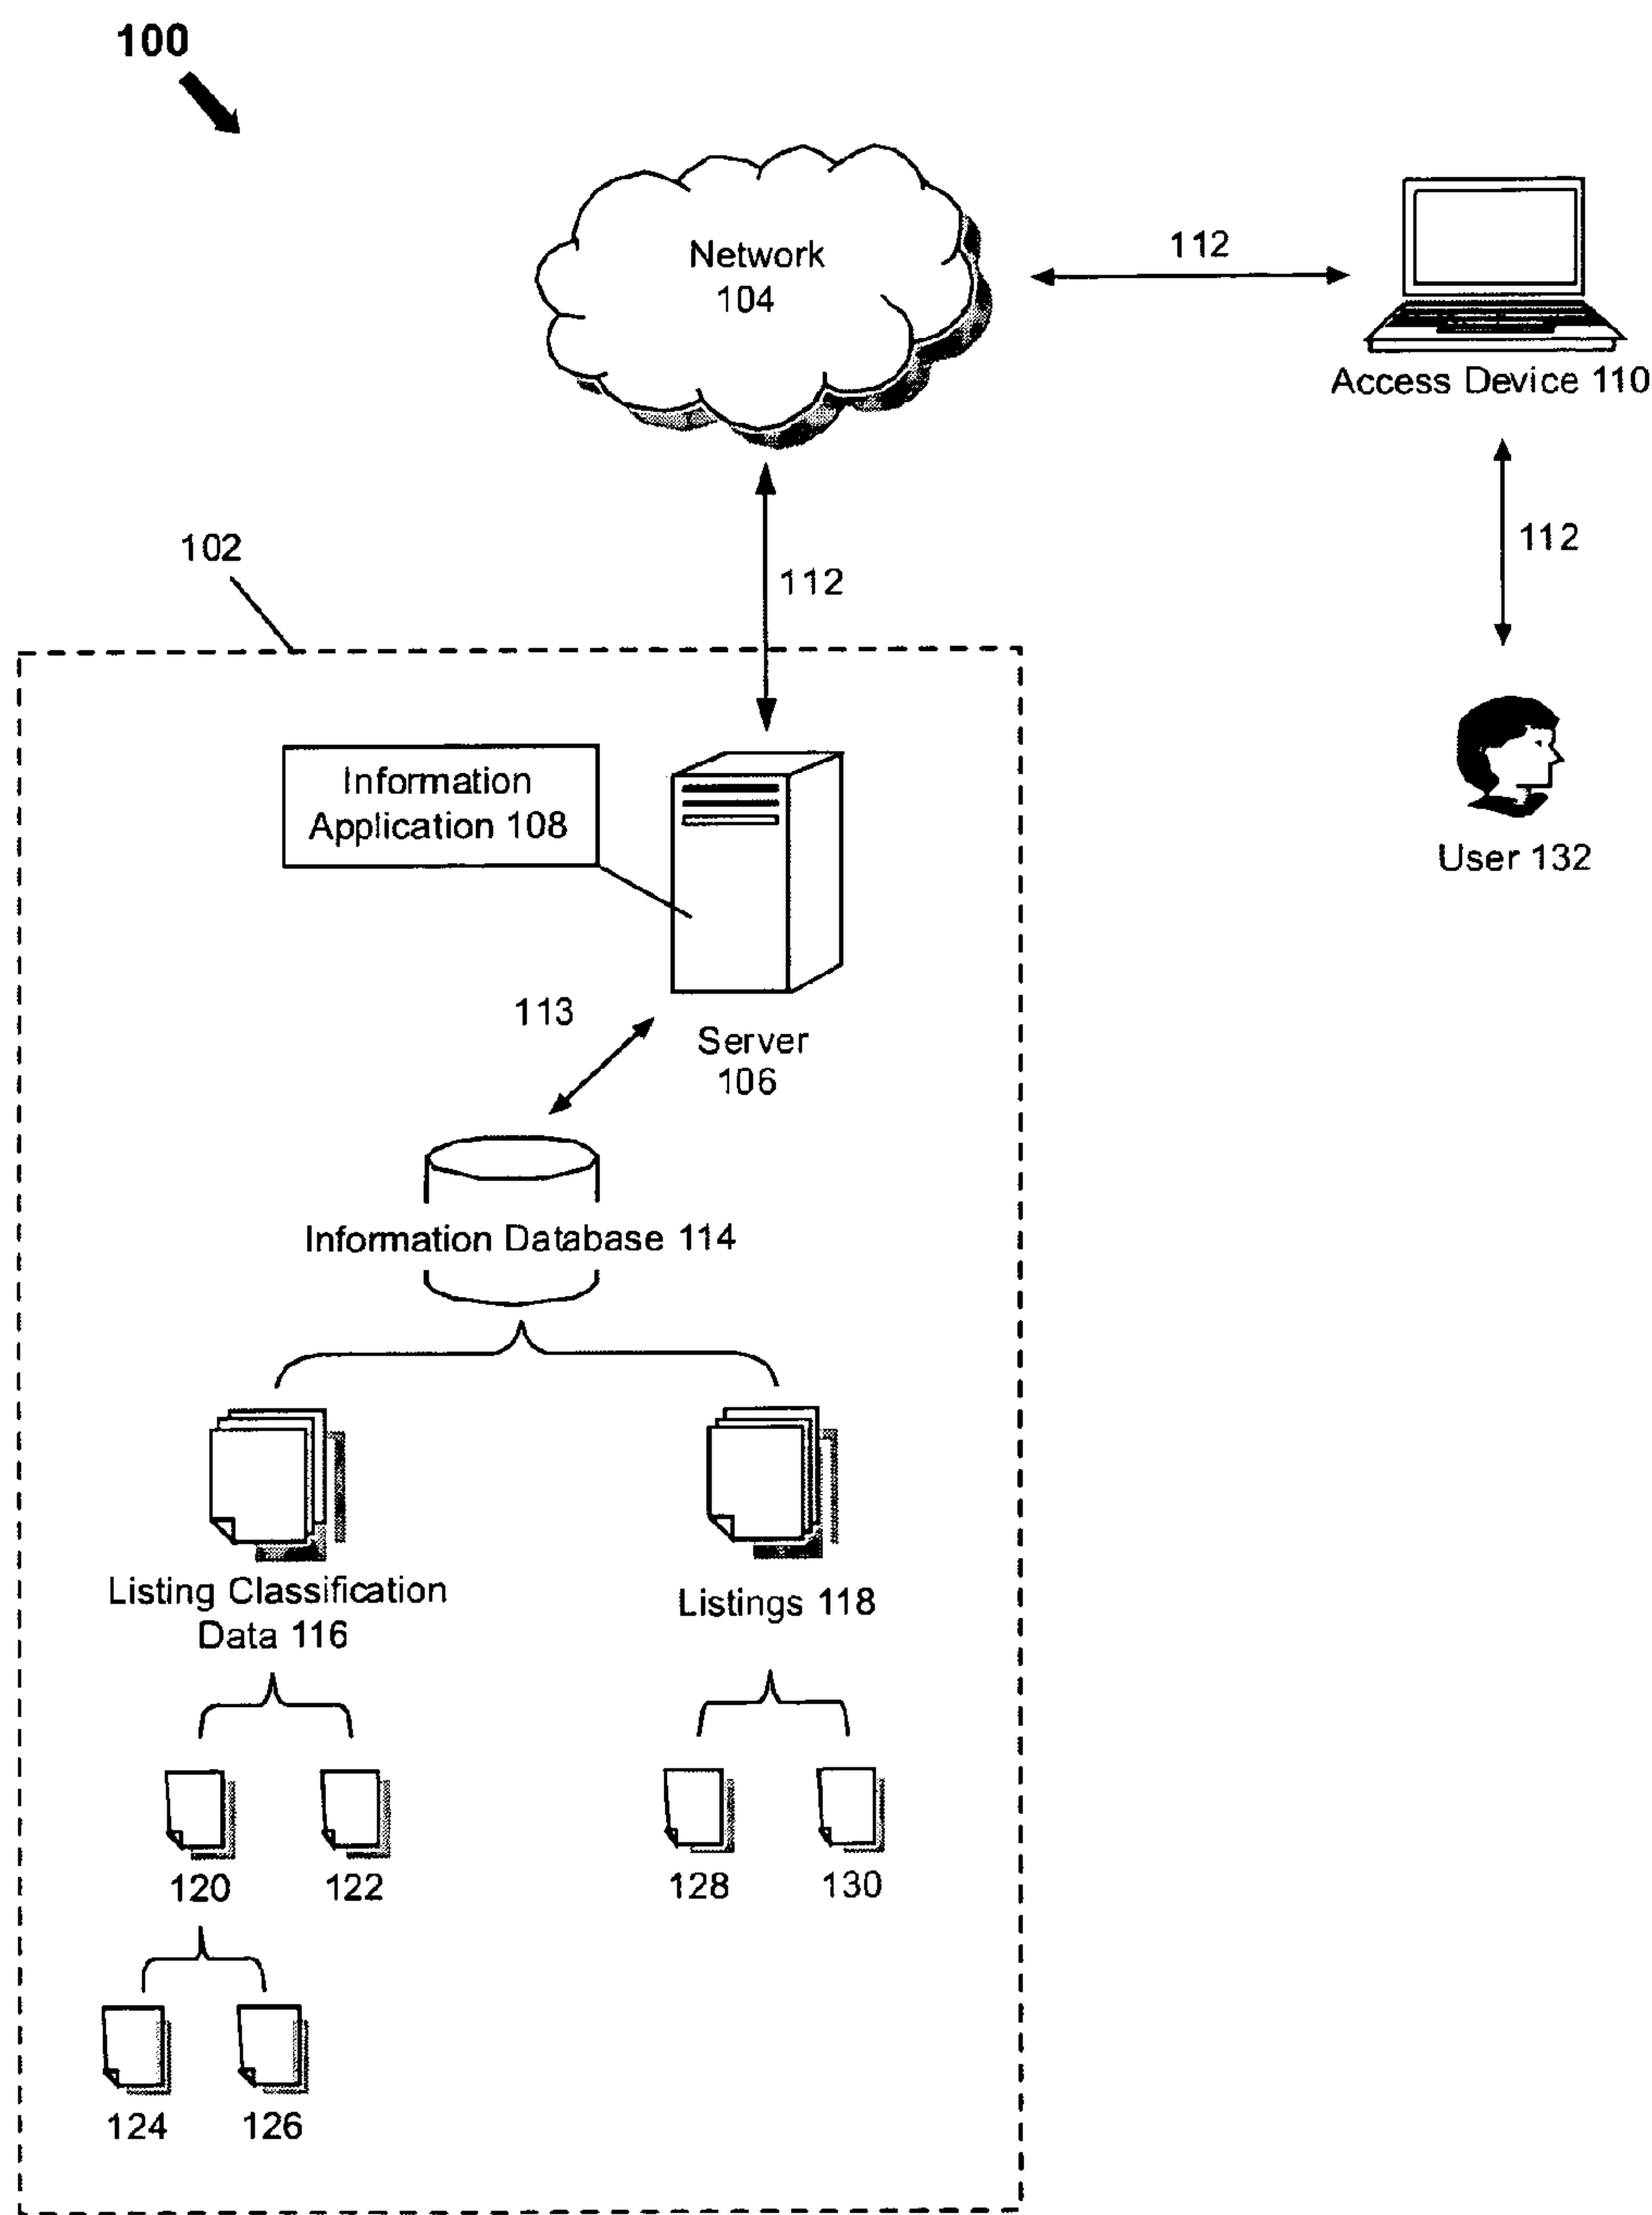 100
Network
104
112
Access Device 110
112
102
112
Information
Application 108
User 132
113
Server
106
Information Database 114
Listing Classification
Data 116
Listings 118
120
122
128
130
124
126